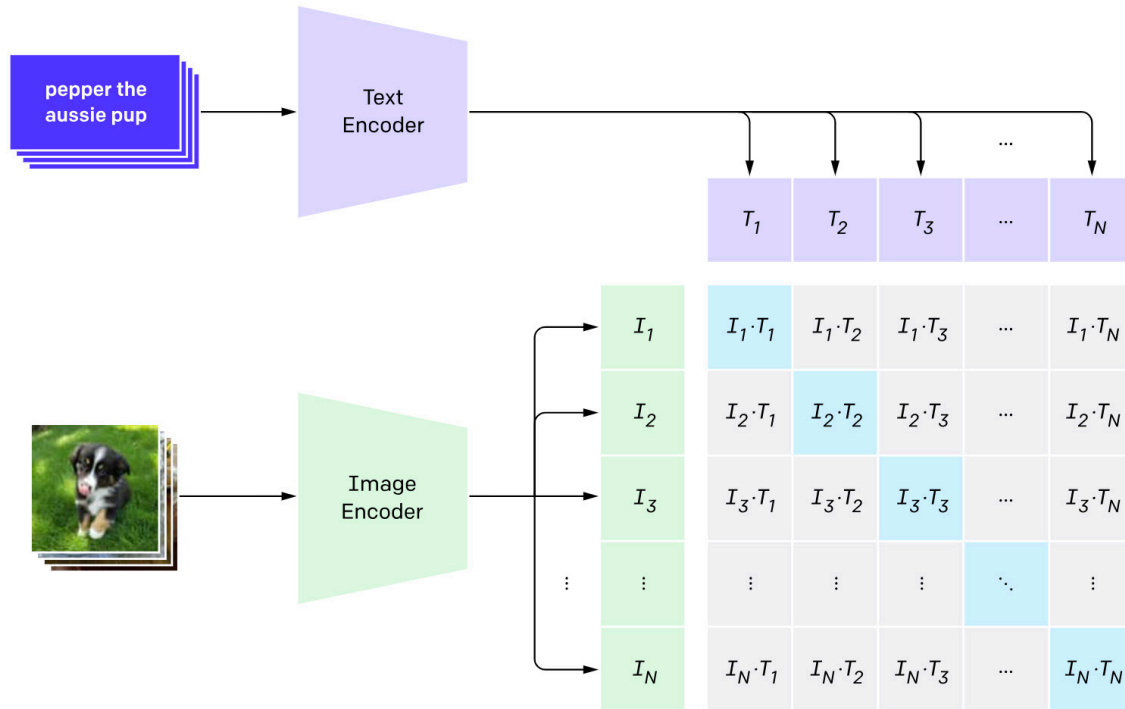 pepper the
aussie pup
Text
Encoder
...
T1 T2 T3 ... TN
I1 I1·T1 I1·T2 I1·T3 ... I1·TN
I2 I2·T1 I2·T2 I2·T3 ... I2·TN
Image
Encoder
I3 I3·T1 I3·T2 I3·T3 ... I3·TN
⋮ ⋮ ⋮ ⋮ ⋮ ⋱ ⋮
IN IN·T1 IN·T2 IN·T3 ... IN·TN